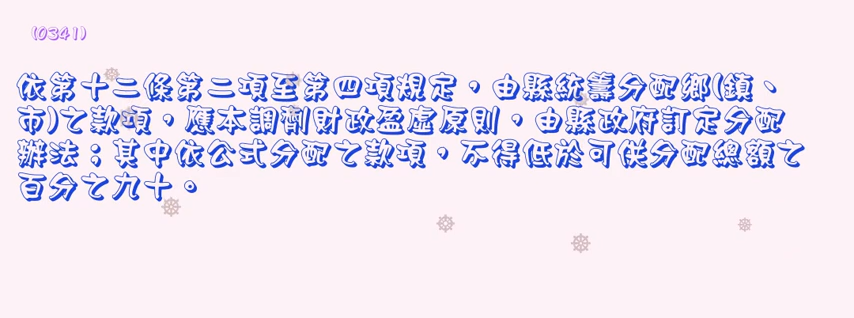 (0341)
依第十二條第二項至第四項規定，由縣統籌分配鄉(鎮、
市)之款項，應本調劑財政盈虛原則，由縣政府訂定分配
辦法；其中依公式分配之款項，不得低於可供分配總額之
百分之九十。